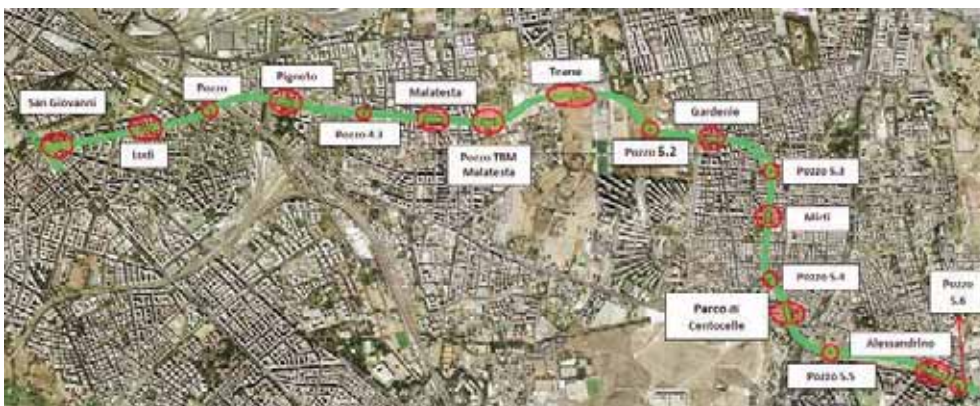 San Giovanni
Lodi
Pozzo
Pigneto
Pozzo 4.3
Malatesta
Pozzo TBM
Malatesta
Teano
Pozzo 5.2
Gardenie
Pozzo 5.3
Mirti
Pozzo 5.4
Parco di
Centocelle
Pozzo 5.5
Alessandrino
Pozzo
5.6